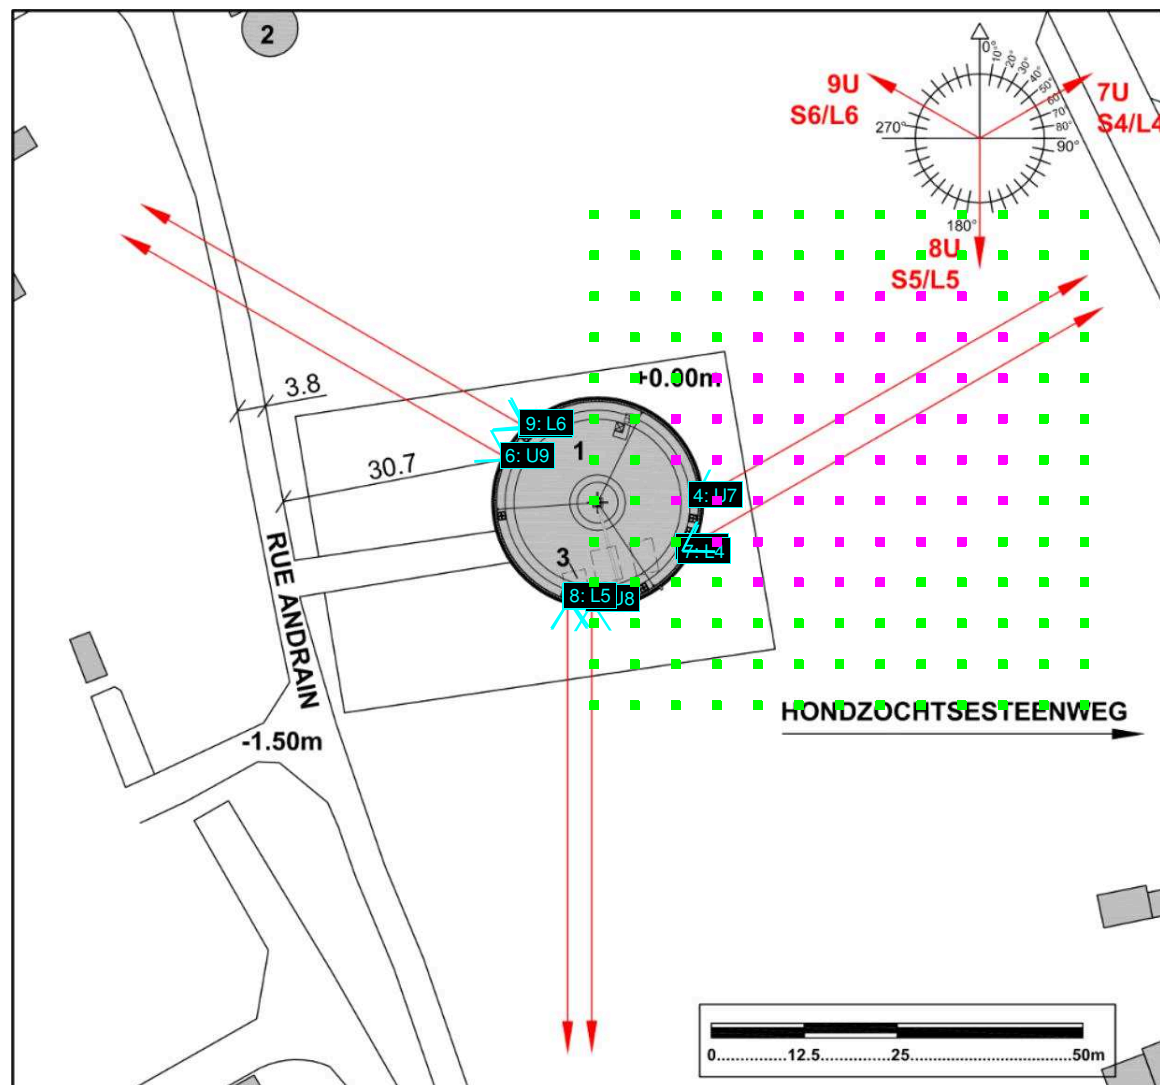 2
0°
10°
20°
30°
40°
50°
60°
70°
80°
90°
180°
270°
9U
S6/L6
7U
S4/L4
8U
S5/L5
3.8
+0.00m
9: L6
6: U9
1
30.7
4: U7
7: L4
3
8: L5
U8
RUE ANDRAIN
-1.50m
HONDZOCHTSESTEENWEG
0 12.5 25 50m